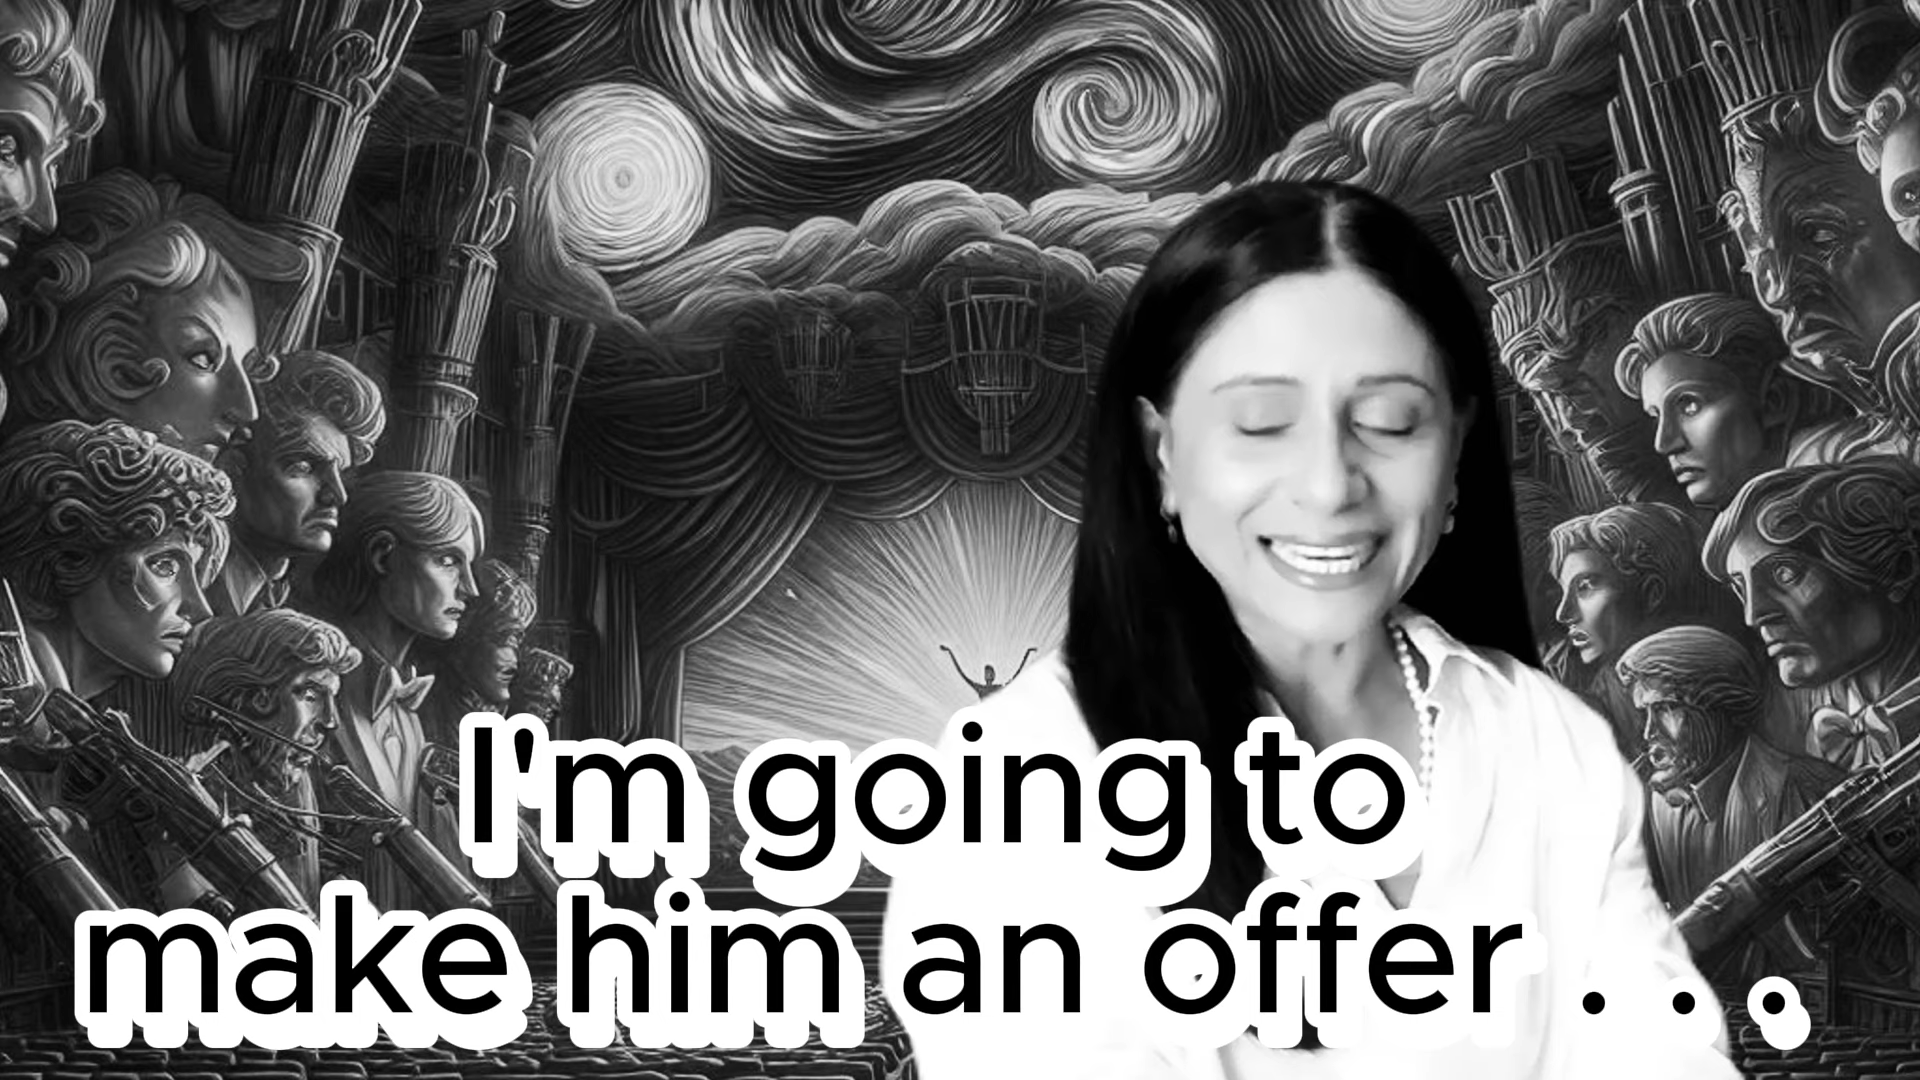 I'm going to
make him an offer . . .